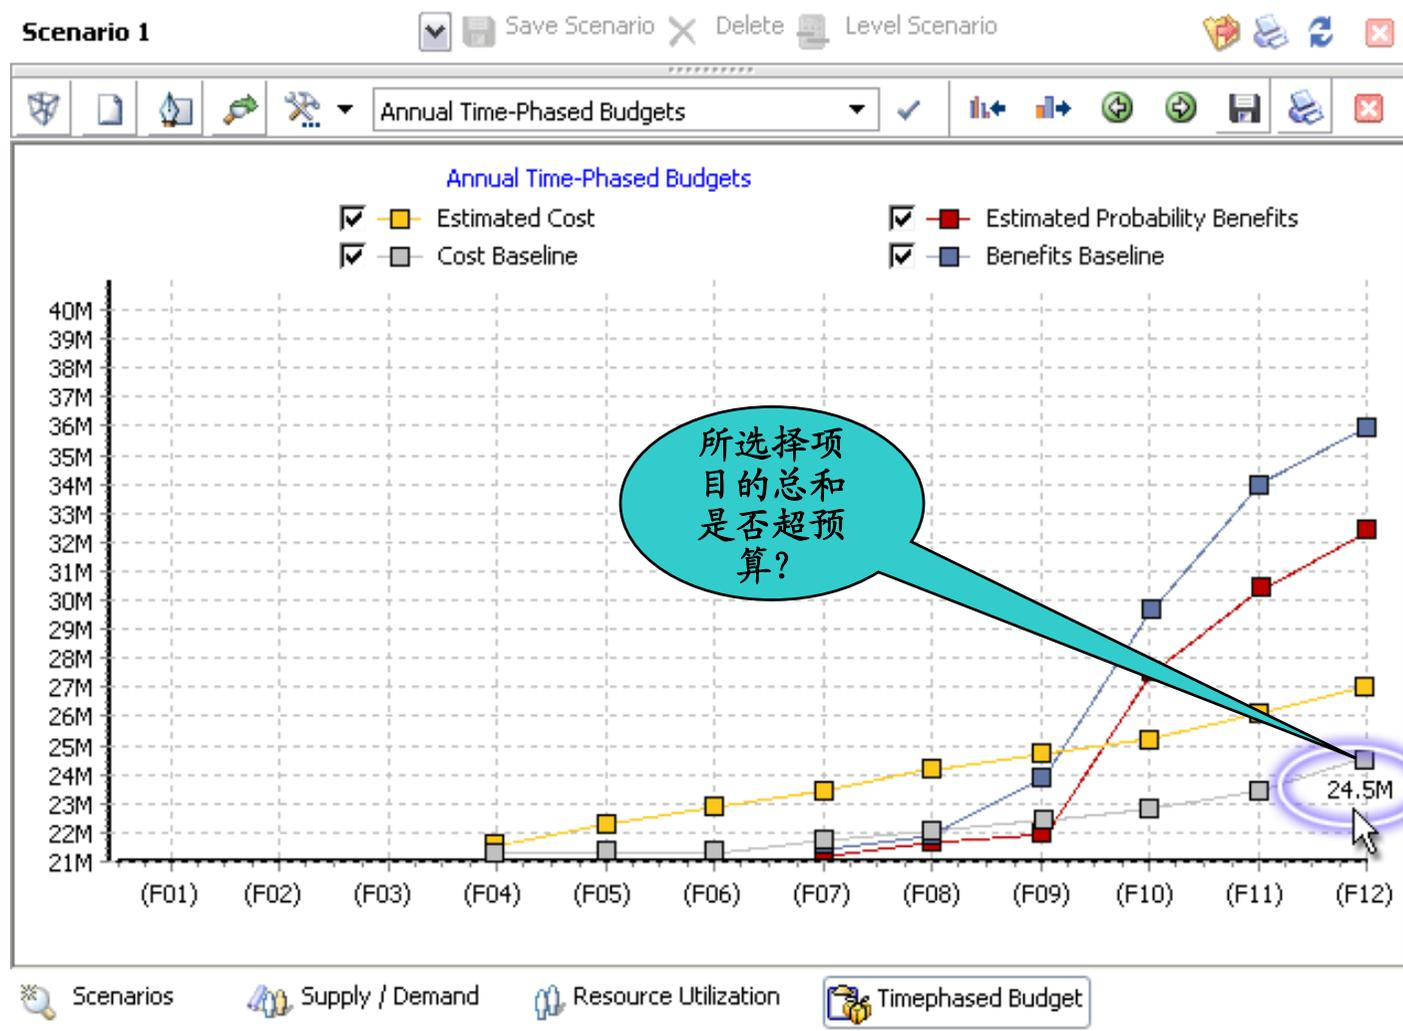 Scenario 1
Save Scenario
Delete
Level Scenario
Annual Time-Phased Budgets
Annual Time-Phased Budgets
Estimated Cost
Estimated Probability Benefits
Cost Baseline
Benefits Baseline
40M
39M
38M
37M
36M
35M
34M
33M
32M
31M
30M
29M
28M
27M
26M
25M
24M
23M
22M
21M
所选择项
目的总和
是否超预
算?
24.5M
(F01) (F02) (F03) (F04) (F05) (F06) (F07) (F08) (F09) (F10) (F11) (F12)
Scenarios
Supply / Demand
Resource Utilization
Timephased Budget